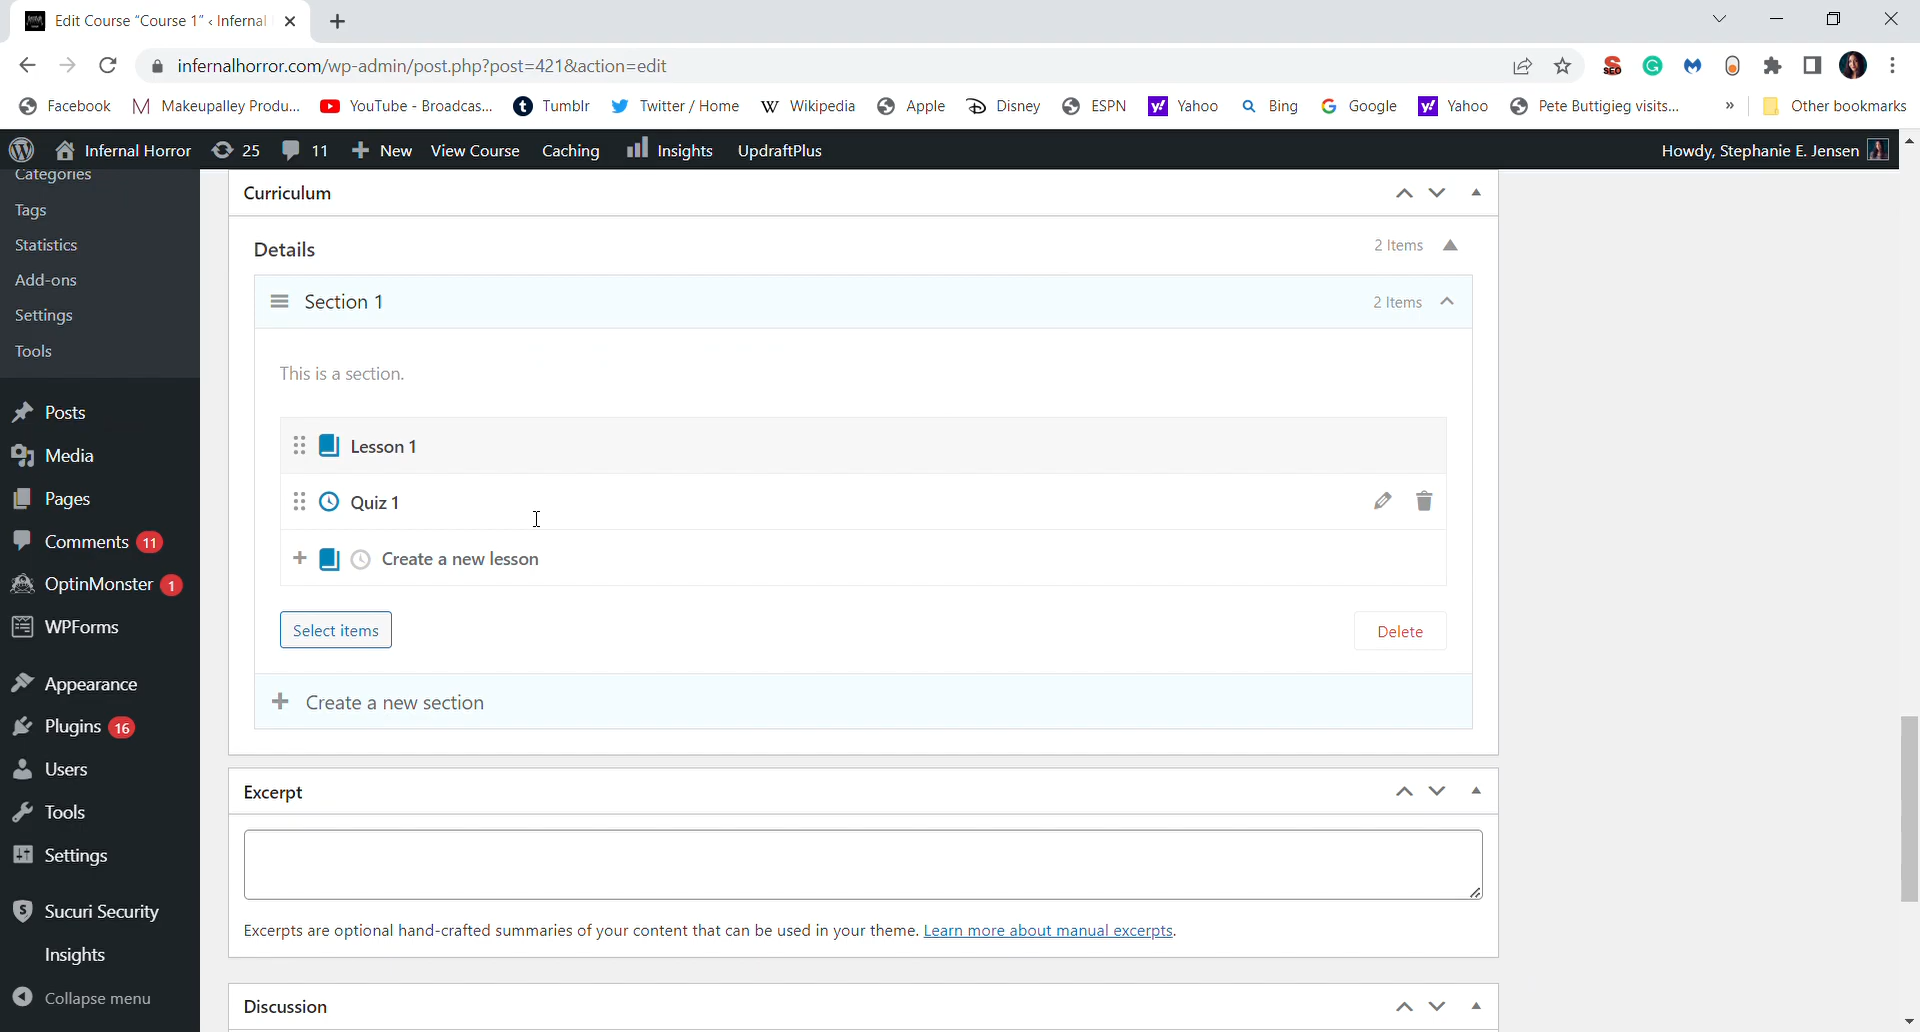 Edit Course "Course 1" ‹ Infernal
infernalhorror.com/wp-admin/post.php?post=421&action=edit
SEO
Facebook
Makeupalley Produ...
YouTube - Broadcas...
Tumblr
Twitter / Home
Wikipedia
Apple
Disney
ESPN
Yahoo
Bing
Google
Yahoo
Pete Buttigieg visits...
»
Other bookmarks
Infernal Horror
25
11
New
View Course
Caching
Insights
UpdraftPlus
Howdy, Stephanie E. Jensen
Categories
Tags
Statistics
Add-ons
Settings
Tools
Posts
Media
Pages
Comments 11
OptinMonster 1
WPForms
Appearance
Plugins 16
Users
Tools
Settings
Sucuri Security
Insights
Collapse menu
Curriculum
Details
2 Items
Section 1
2 Items
This is a section.
Lesson 1
Quiz 1
Create a new lesson
Select items
Delete
Create a new section
Excerpt
Excerpts are optional hand-crafted summaries of your content that can be used in your theme. Learn more about manual excerpts.
Discussion